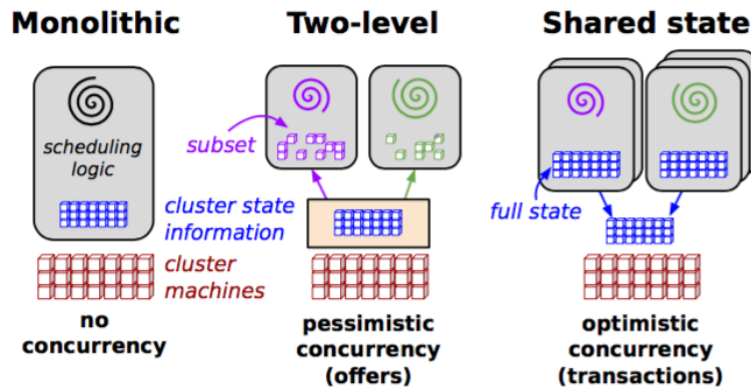 Monolithic
scheduling
logic
cluster state
information
cluster
machines
no
concurrency
Two-level
subset
pessimistic
concurrency
(offers)
Shared state
full state
optimistic
concurrency
(transactions)